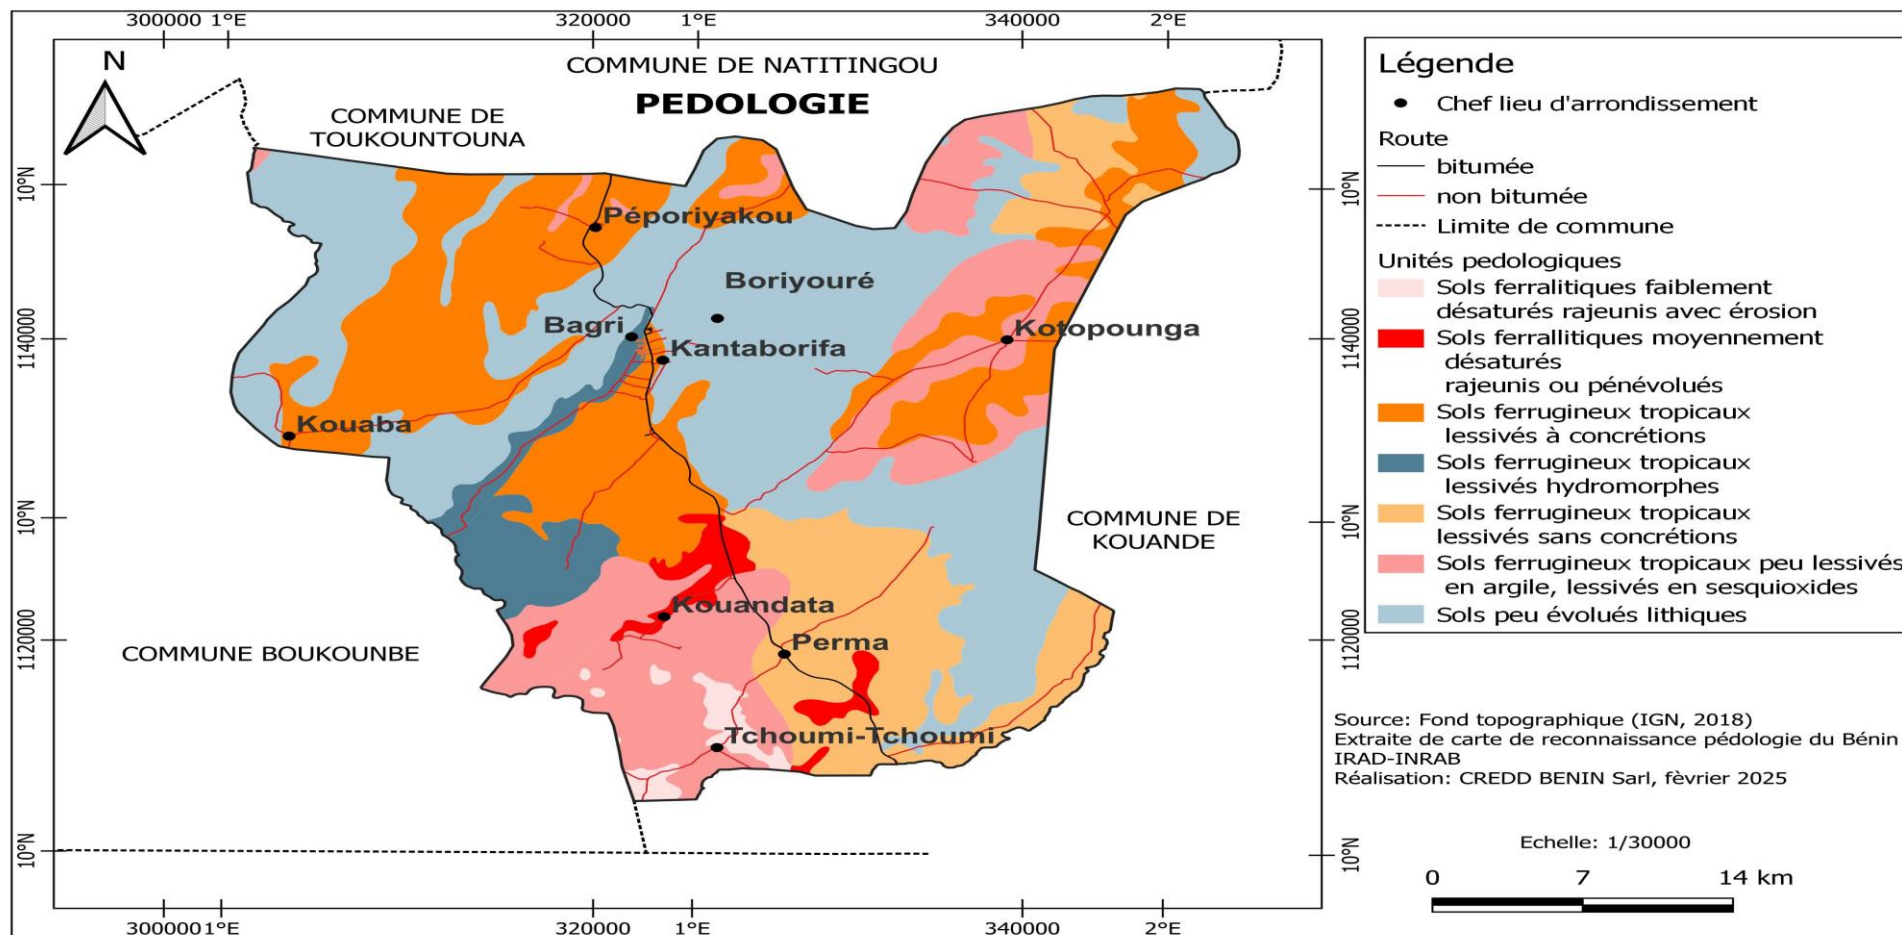 300000 1°E 320000 1°E 340000 2°E
N
COMMUNE DE NATITINGOU
PEDOLOGIE
COMMUNE DE
TOUKOUNTOUNA
10°N
10°N
Péporiyakou
Boriyouré
Bagri
Kantaborifa
Kotopounga
1140000
1140000
Kouaba
10°N
10°N
COMMUNE DE
KOUANDE
Kouandata
Perma
1120000
1120000
COMMUNE BOUKOUNBE
Tchoumi-Tchoumi
10°N
10°N
3000001°E 320000 1°E 340000 2°E
Légende
Chef lieu d'arrondissement
Route
bitumée
non bitumée
Limite de commune
Unités pedologiques
Sols ferralitiques faiblement
désaturés rajeunis avec érosion
Sols ferrallitiques moyennement
désaturés
rajeunis ou pénévolués
Sols ferrugineux tropicaux
lessivés à concrétions
Sols ferrugineux tropicaux
lessivés hydromorphes
Sols ferrugineux tropicaux
lessivés sans concrétions
Sols ferrugineux tropicaux peu lessivés
en argile, lessivés en sesquioxides
Sols peu évolués lithiques
Source: Fond topographique (IGN, 2018)
Extraite de carte de reconnaissance pédologie du Bénin
IRAD-INRAB
Réalisation: CREDD BENIN Sarl, fèvrier 2025
Echelle: 1/30000
0 7 14 km